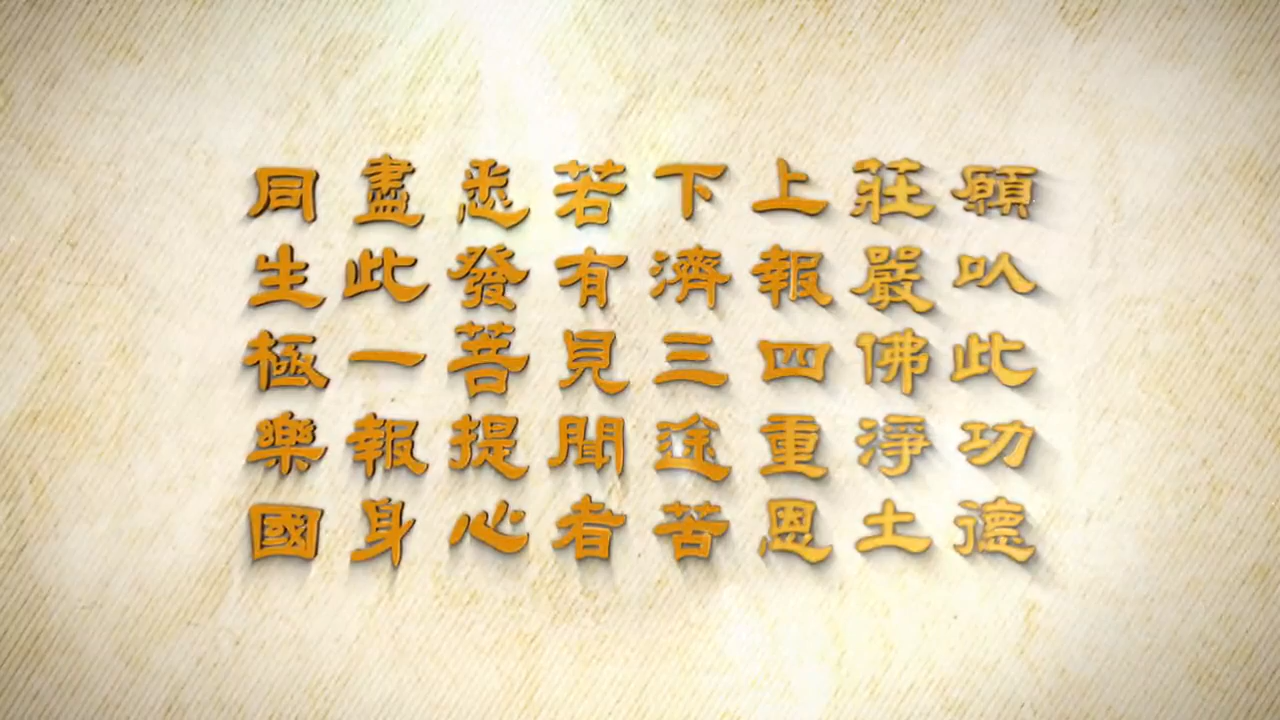 願以此功德
莊嚴佛淨土
上報四重恩
下濟三途苦
若有見聞者
悉發菩提心
盡此一報身
同生極樂國